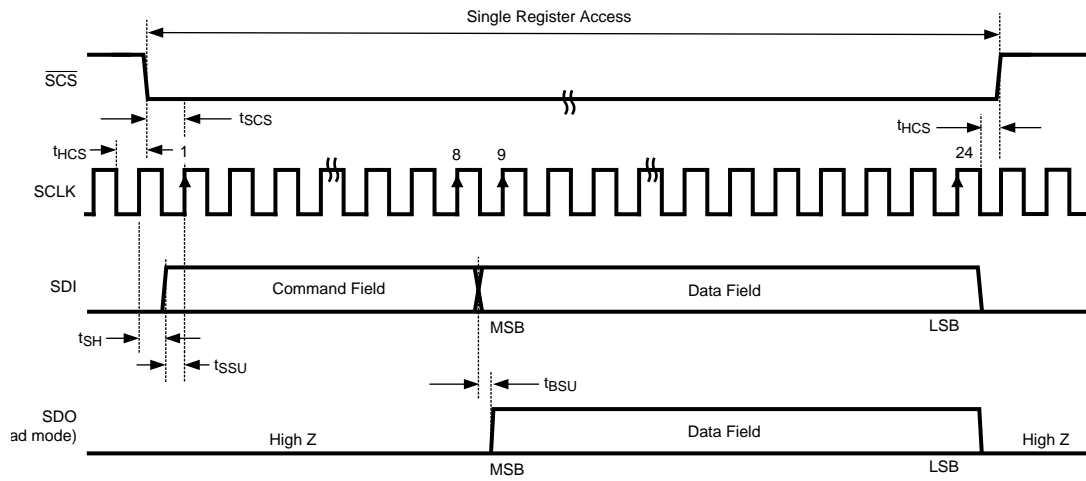 Single Register Access
SCS
tSCS
tHCS
tHCS
1
8
9
24
SCLK
SDI
Command Field
Data Field
MSB
LSB
tSH
tSSU
tBSU
SDO
ad mode)
High Z
Data Field
High Z
MSB
LSB